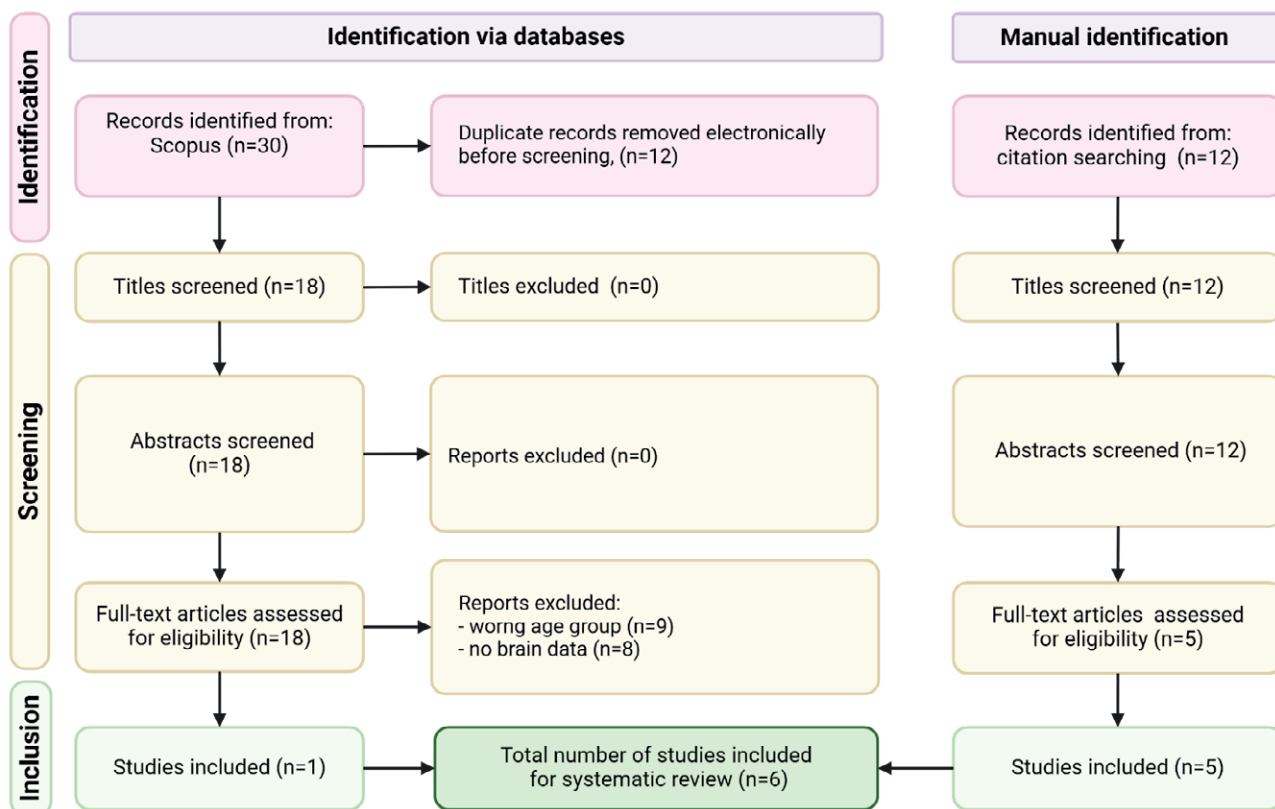 Identification via databases
Manual identification
Identification
Records identified from:
Scopus (n=30)
Duplicate records removed electronically
before screening, (n=12)
Records identified from:
citation searching (n=12)
Screening
Titles screened (n=18)
Titles excluded (n=0)
Titles screened (n=12)
Abstracts screened
(n=18)
Reports excluded (n=0)
Abstracts screened (n=12)
Full-text articles assessed
for eligibility (n=18)
Reports excluded:
- worng age group (n=9)
- no brain data (n=8)
Full-text articles assessed
for eligibility (n=5)
Inclusion
Studies included (n=1)
Total number of studies included
for systematic review (n=6)
Studies included (n=5)